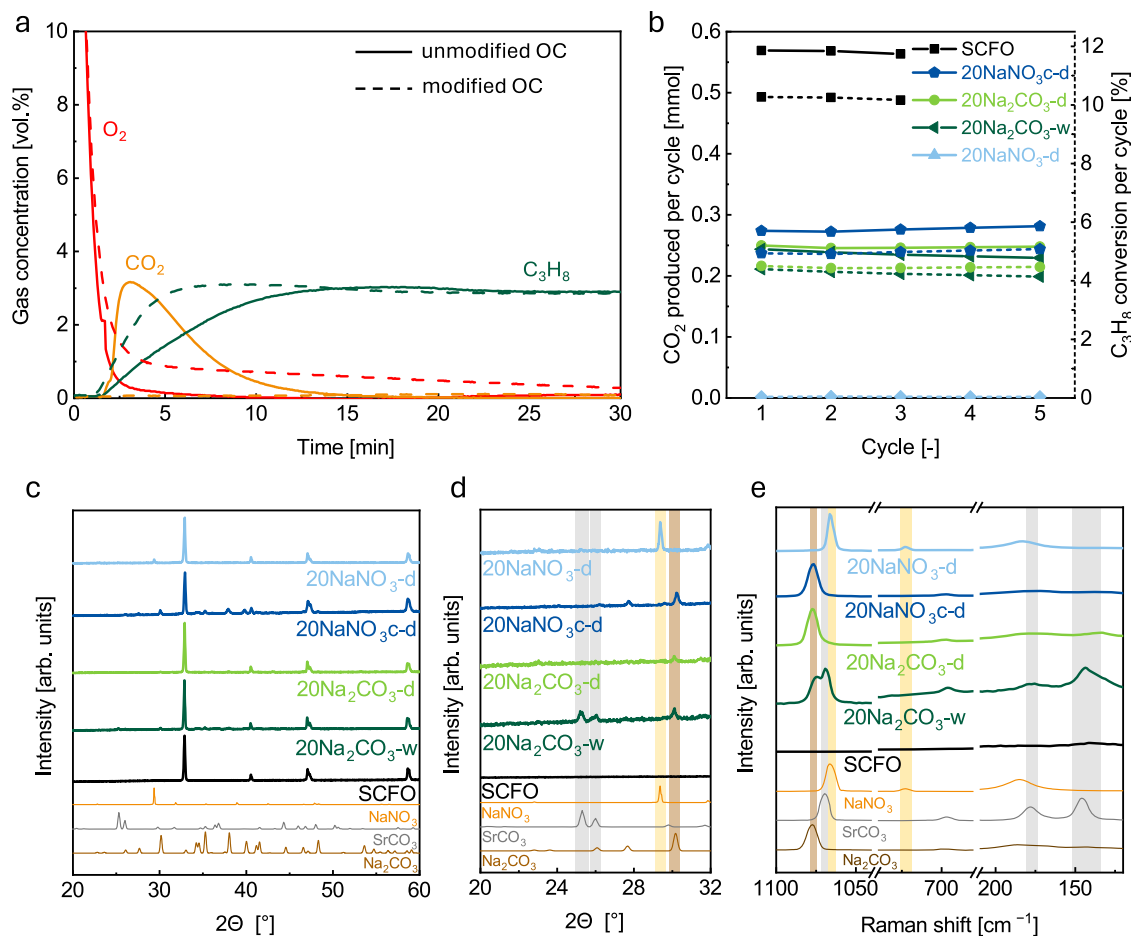 a
Gas concentration [vol.%]
10
8
6
4
2
0
O₂
CO₂
C₃H₈
unmodified OC
modified OC
0 5 10 15 20 25 30
Time [min]
b
CO₂ produced per cycle [mmol]
0.6
0.5
0.4
0.3
0.2
0.1
0.0
SCFO
20NaNO₃c-d
20Na₂CO₃-d
20Na₂CO₃-w
20NaNO₃-d
12
10
8
6
4
2
0
C₃H₈ conversion per cycle [%]
1 2 3 4 5
Cycle [-]
c
Intensity [arb. units]
20NaNO₃-d
20NaNO₃c-d
20Na₂CO₃-d
20Na₂CO₃-w
SCFO
NaNO₃
SrCO₃
Na₂CO₃
20 30 40 50 60
2Θ [°]
d
Intensity [arb. units]
20NaNO₃-d
20NaNO₃c-d
20Na₂CO₃-d
20Na₂CO₃-w
SCFO
NaNO₃
SrCO₃
Na₂CO₃
20 24 28 32
2Θ [°]
e
Intensity [arb. units]
20NaNO₃-d
20NaNO₃c-d
20Na₂CO₃-d
20Na₂CO₃-w
SCFO
NaNO₃
SrCO₃
Na₂CO₃
1100 1050 700 200 150
Raman shift [cm ⁻¹]